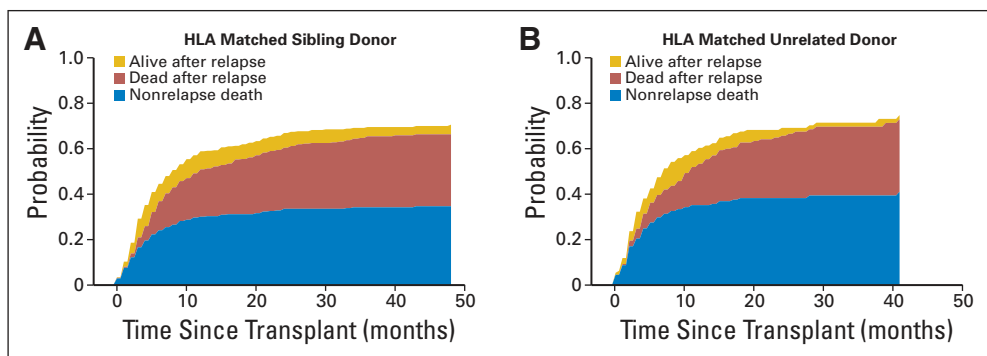 A
HLA Matched Sibling Donor
Alive after relapse
Dead after relapse
Nonrelapse death
Probability
1.0
0.8
0.6
0.4
0.2
0
0 10 20 30 40 50
Time Since Transplant (months)
B
HLA Matched Unrelated Donor
Alive after relapse
Dead after relapse
Nonrelapse death
Probability
1.0
0.8
0.6
0.4
0.2
0
0 10 20 30 40 50
Time Since Transplant (months)